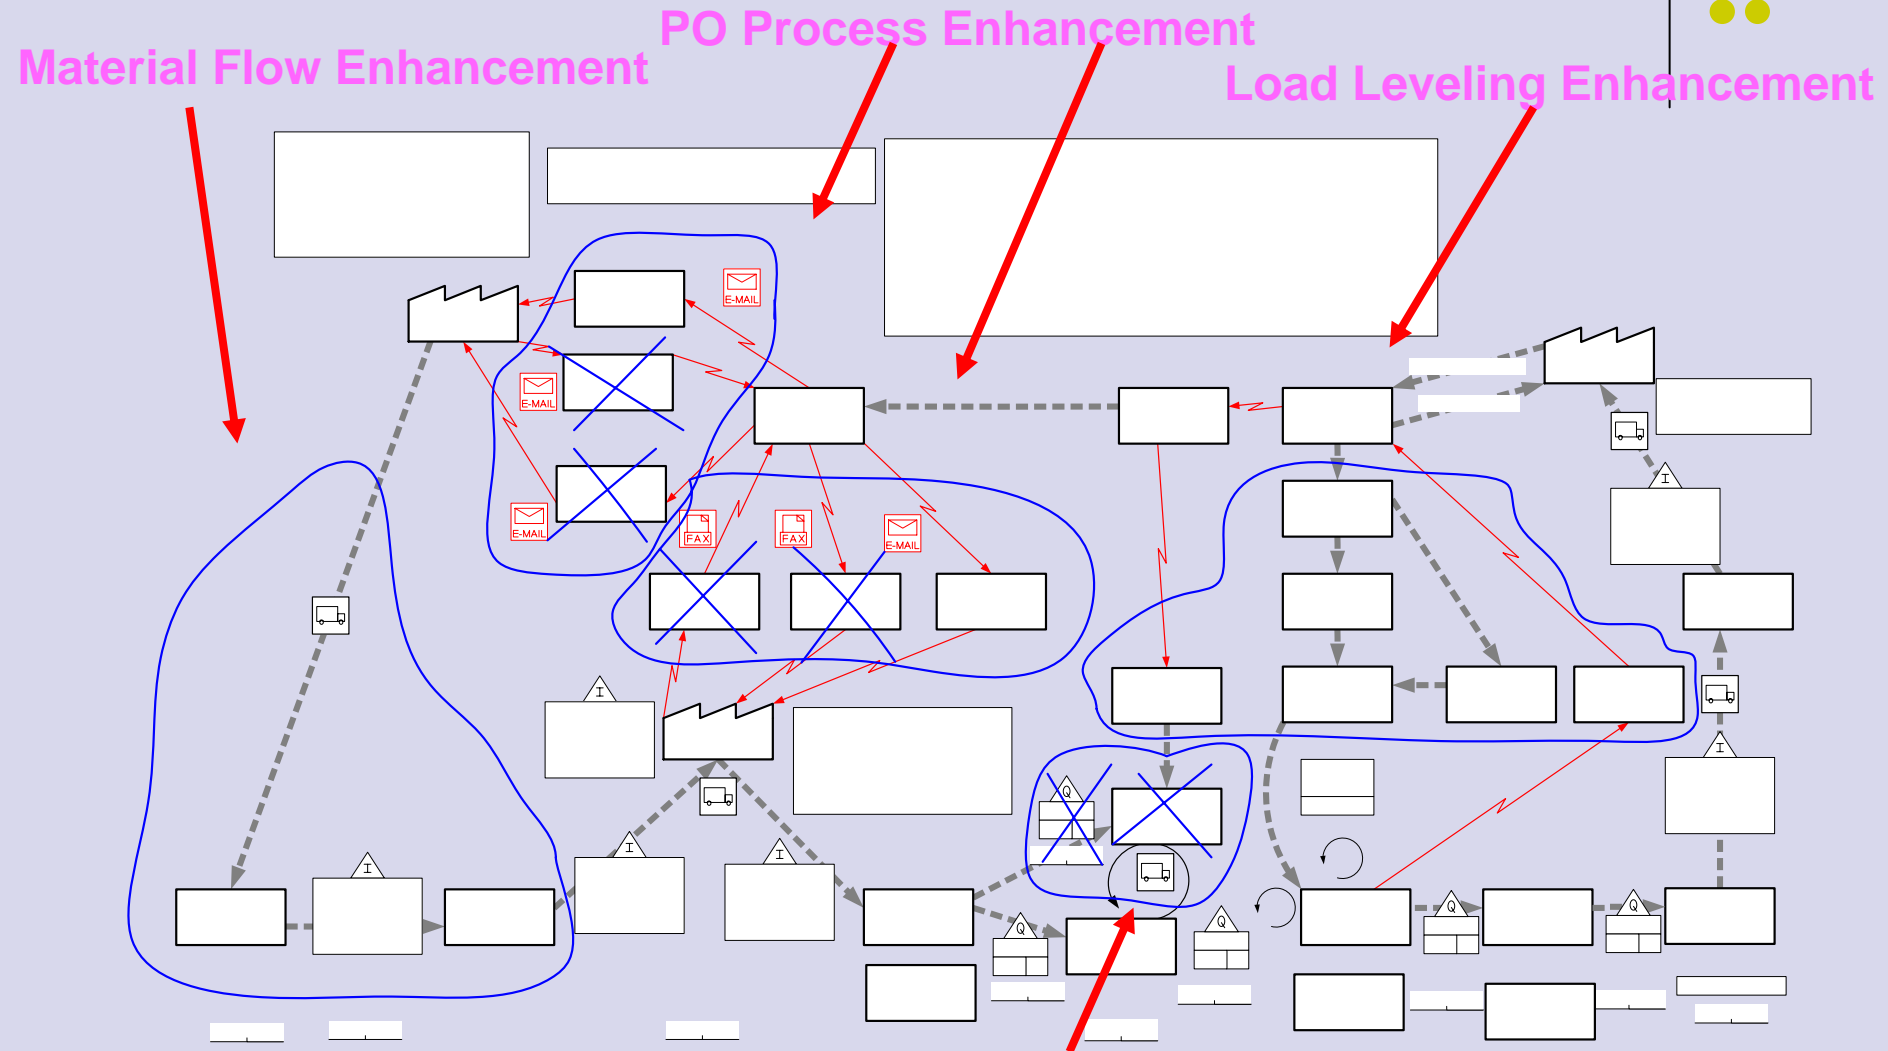 PO Process Enhancement
Material Flow Enhancement
Load Leveling Enhancement
E-MAIL
E-MAIL
I
E-MAIL
FAX
FAX
E-MAIL
I
I
Q
I
I
I
Q
Q
Q
Q